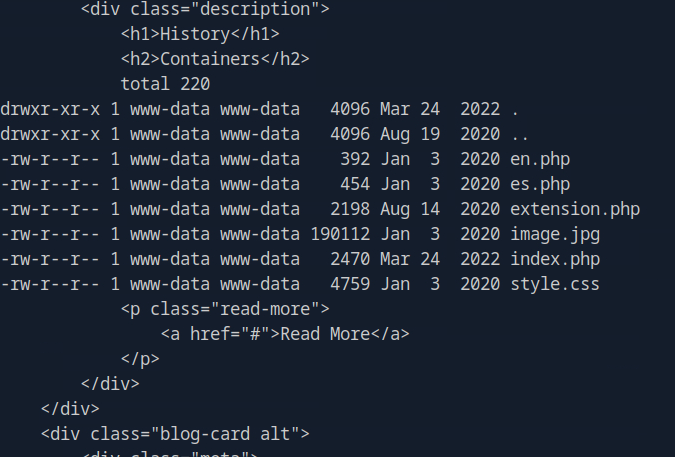 <div class="description">
<h1>History</h1>
<h2>Containers</h2>
total 220
drwxr-xr-x 1 www-data www-data   4096 Mar 24  2022 .
drwxr-xr-x 1 www-data www-data   4096 Aug 19  2020 ..
-rw-r--r-- 1 www-data www-data    392 Jan  3  2020 en.php
-rw-r--r-- 1 www-data www-data    454 Jan  3  2020 es.php
-rw-r--r-- 1 www-data www-data   2198 Aug 14  2020 extension.php
-rw-r--r-- 1 www-data www-data 190112 Jan  3  2020 image.jpg
-rw-r--r-- 1 www-data www-data   2470 Mar 24  2022 index.php
-rw-r--r-- 1 www-data www-data   4759 Jan  3  2020 style.css
<p class="read-more">
<a href="#">Read More</a>
</p>
</div>
</div>
<div class="blog-card alt">
<div class="meta">